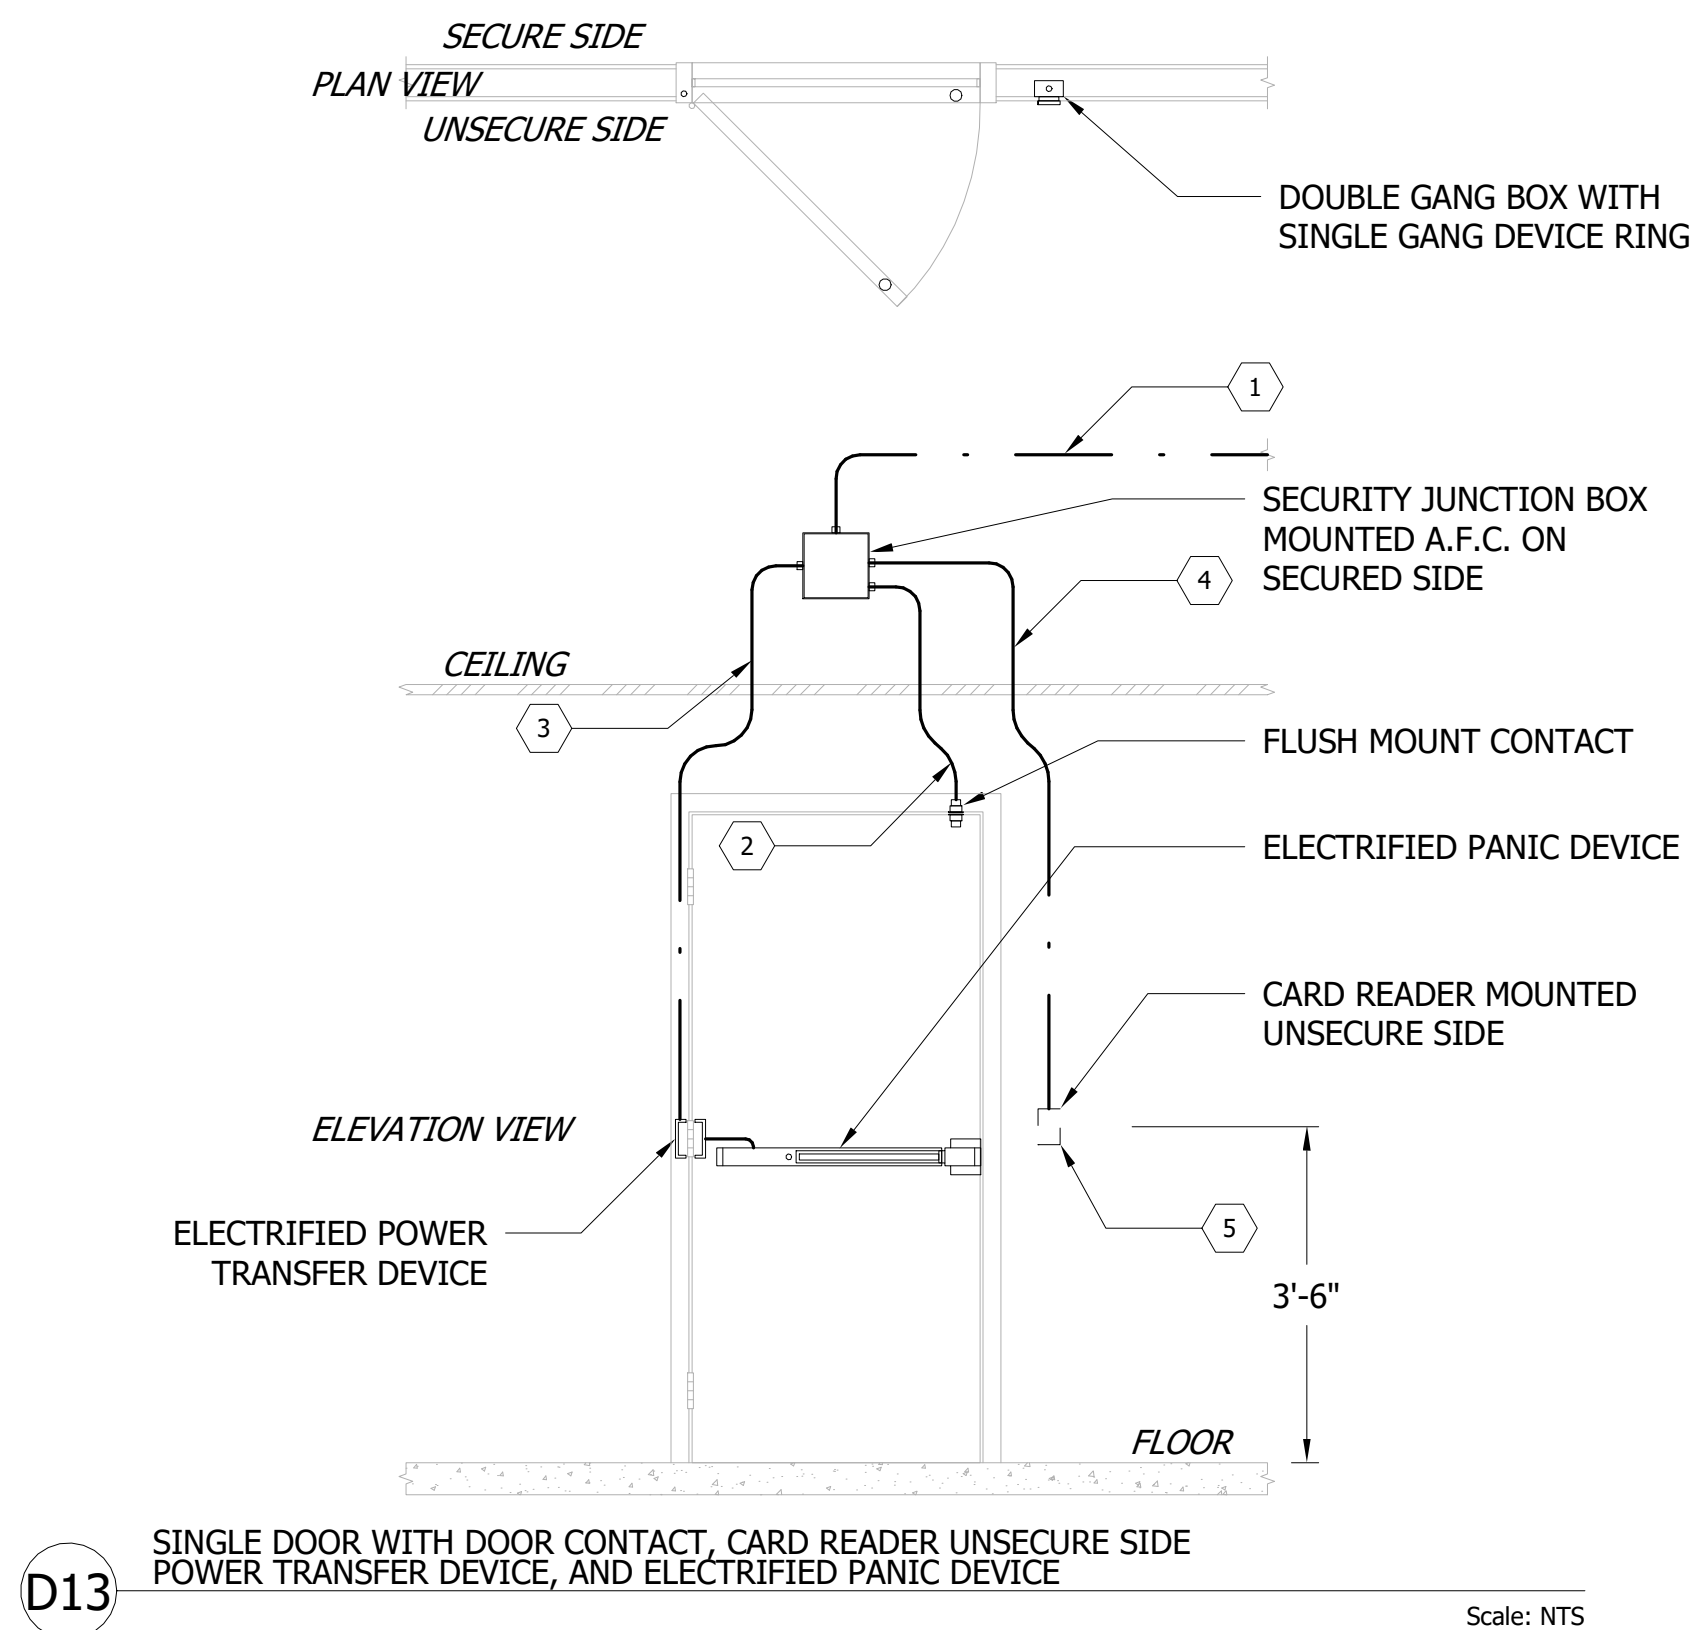 SECURE SIDE
PLAN VIEW
UNSECURE SIDE
DOUBLE GANG BOX WITH
SINGLE GANG DEVICE RING
1
SECURITY JUNCTION BOX
MOUNTED A.F.C. ON
SECURED SIDE
4
CEILING
3
FLUSH MOUNT CONTACT
2
ELECTRIFIED PANIC DEVICE
CARD READER MOUNTED
UNSECURE SIDE
ELEVATION VIEW
ELECTRIFIED POWER
TRANSFER DEVICE
5
3'-6"
FLOOR
D13
SINGLE DOOR WITH DOOR CONTACT, CARD READER UNSECURE SIDE
POWER TRANSFER DEVICE, AND ELECTRIFIED PANIC DEVICE
Scale: NTS